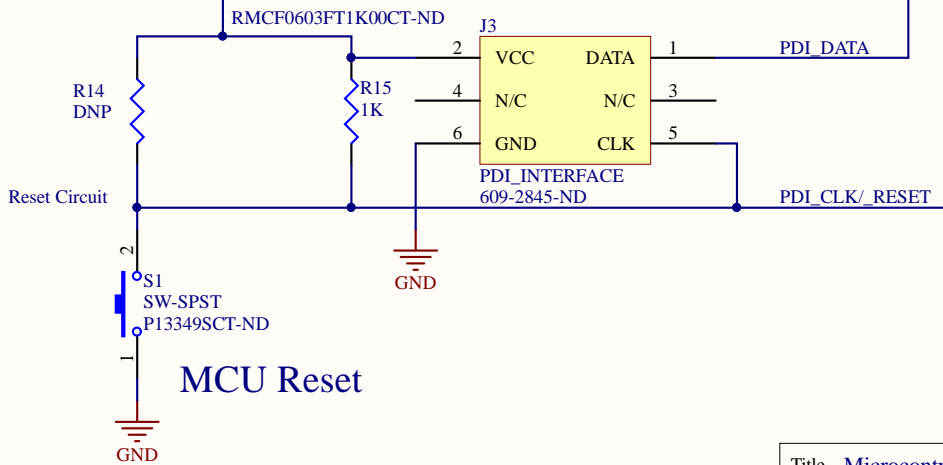 RMCF0603FT1K00CT-ND
J3
2 VCC DATA 1 PDI_DATA
R14
DNP
R15
1K
4 N/C N/C 3
6 GND CLK 5
PDI_INTERFACE
609-2845-ND
Reset Circuit
PDI_CLK/_RESET
2
GND
S1
SW-SPST
P13349SCT-ND
1
MCU Reset
GND
Title